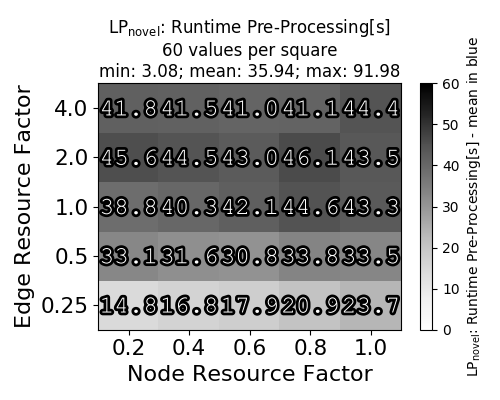 LPnovel: Runtime Pre-Processing[s]
60 values per square
min: 3.08; mean: 35.94; max: 91.98
Edge Resource Factor
4.0 41.8 41.5 41.0 41.1 44.4
2.0 45.6 44.5 43.0 46.1 43.5
1.0 38.8 40.3 42.1 44.6 43.3
0.5 33.1 31.6 30.8 33.8 33.5
0.25 14.8 16.8 17.9 20.9 23.7
0.2 0.4 0.6 0.8 1.0
Node Resource Factor
60
50
40
30
20
10
0
LPnovel: Runtime Pre-Processing[s] - mean in blue